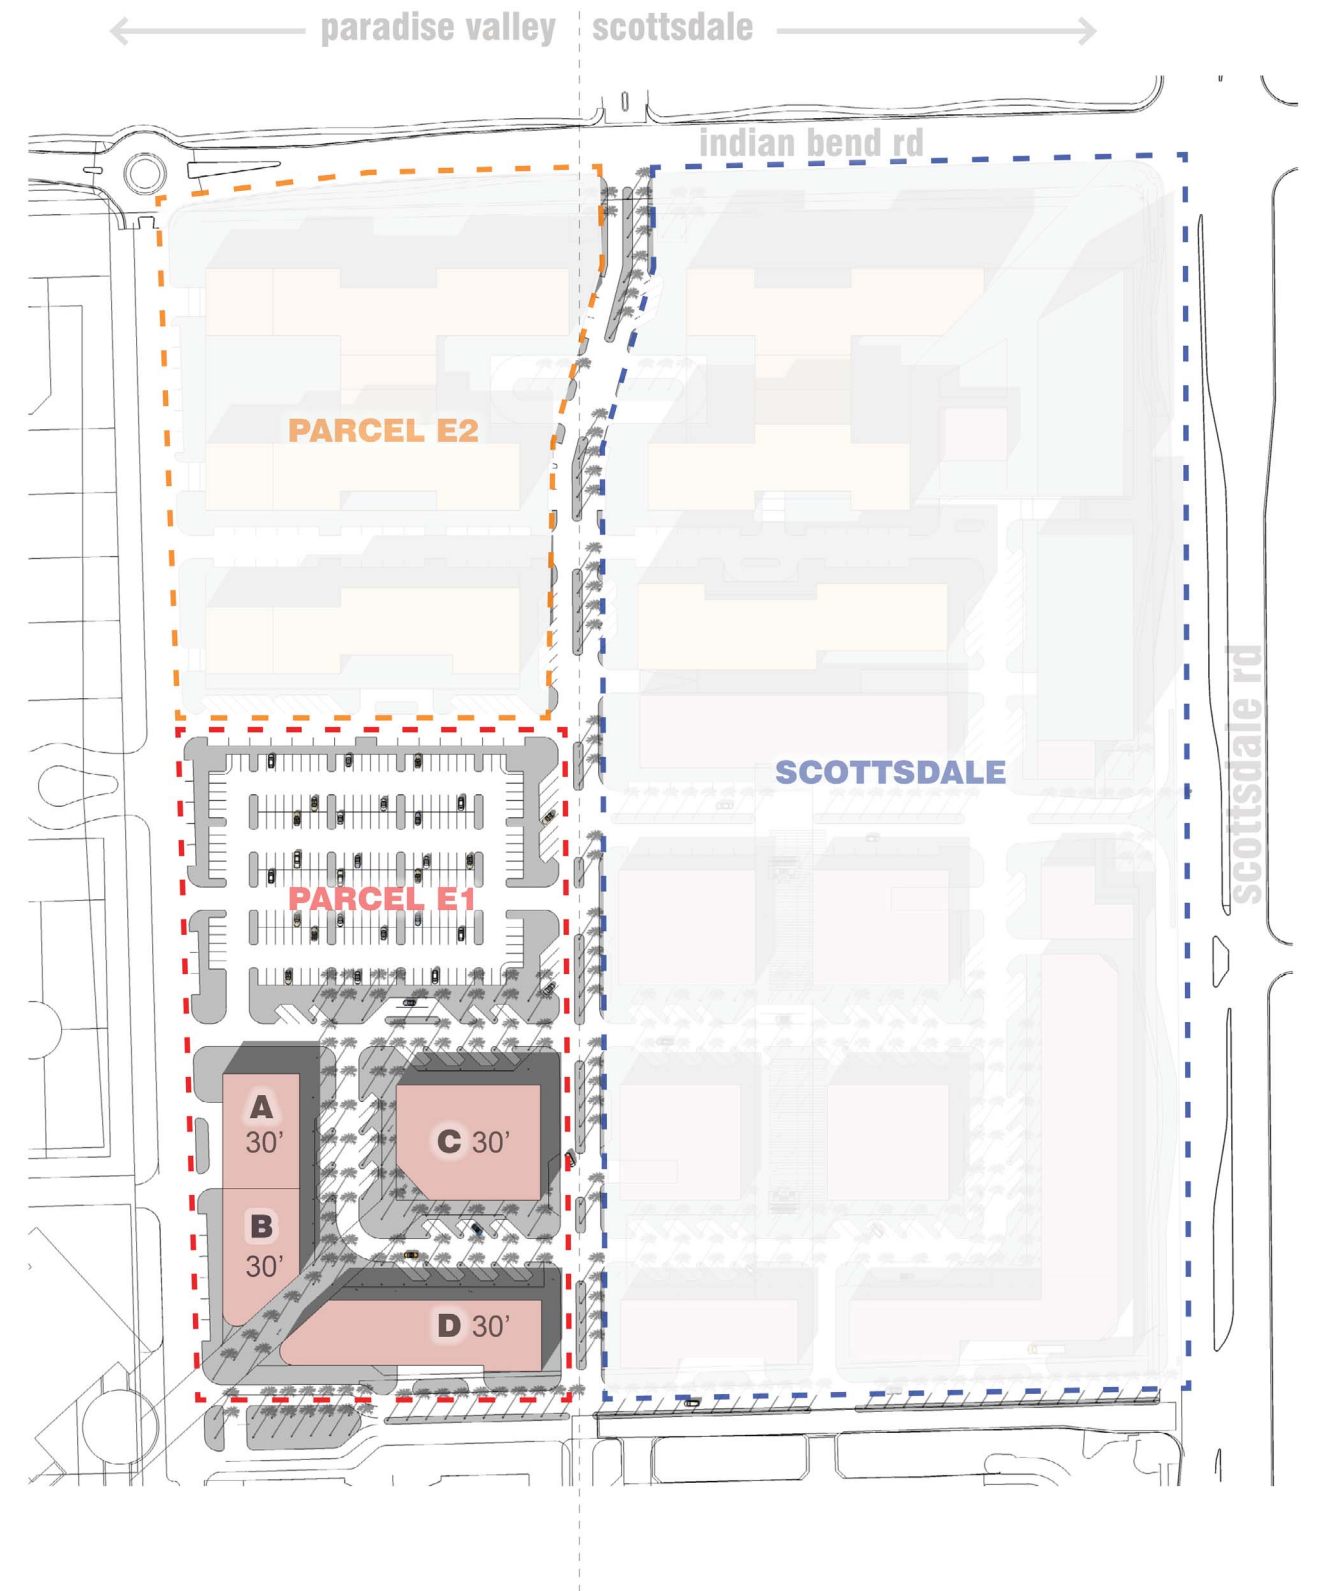 paradise valley scottsdale
indian bend rd
PARCEL E2
scottsdale rd
SCOTTSDALE
PARCEL E1
A
30'
C 30'
B
30'
D 30'